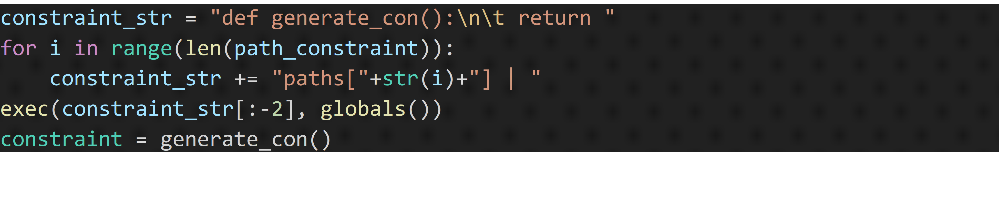 constraint_str = "def generate_con():\n\t return "
for i in range(len(path_constraint)):
    constraint_str += "paths["+str(i)+"] | "
exec(constraint_str[:-2], globals())
constraint = generate_con()